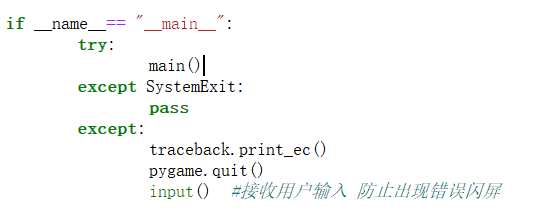 if __name__== "__main__":
        try:
                main()
        except SystemExit:
                pass
        except:
                traceback.print_ec()
                pygame.quit()
                input()  #接收用户输入 防止出现错误闪屏